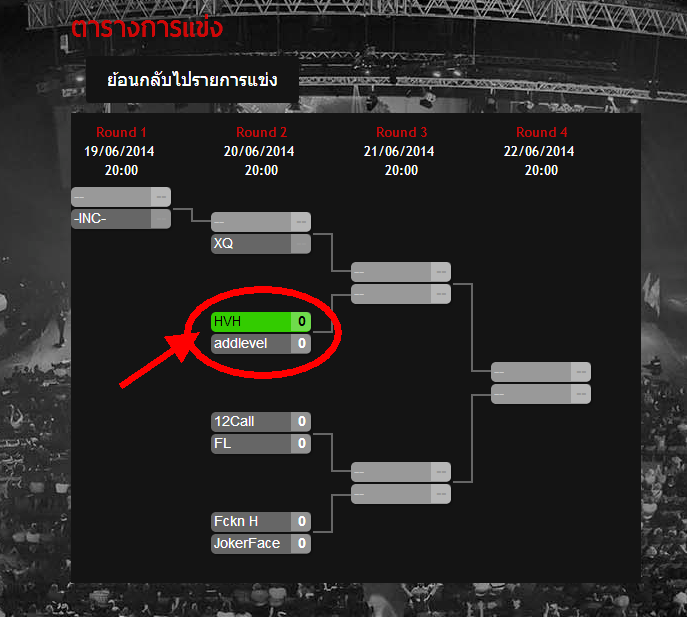 ตารางการแข่ง
ย้อนกลับไปรายการแข่ง
Round 1 Round 2 Round 3 Round 4
19/06/2014 20/06/2014 21/06/2014 22/06/2014
20:00 20:00 20:00 20:00
-- --
-INC-
-- --
XQ
-- --
-- --
HVH 0
addlevel 0
-- --
-- --
12Call 0
FL 0
-- --
-- --
Fckn H 0
JokerFace 0